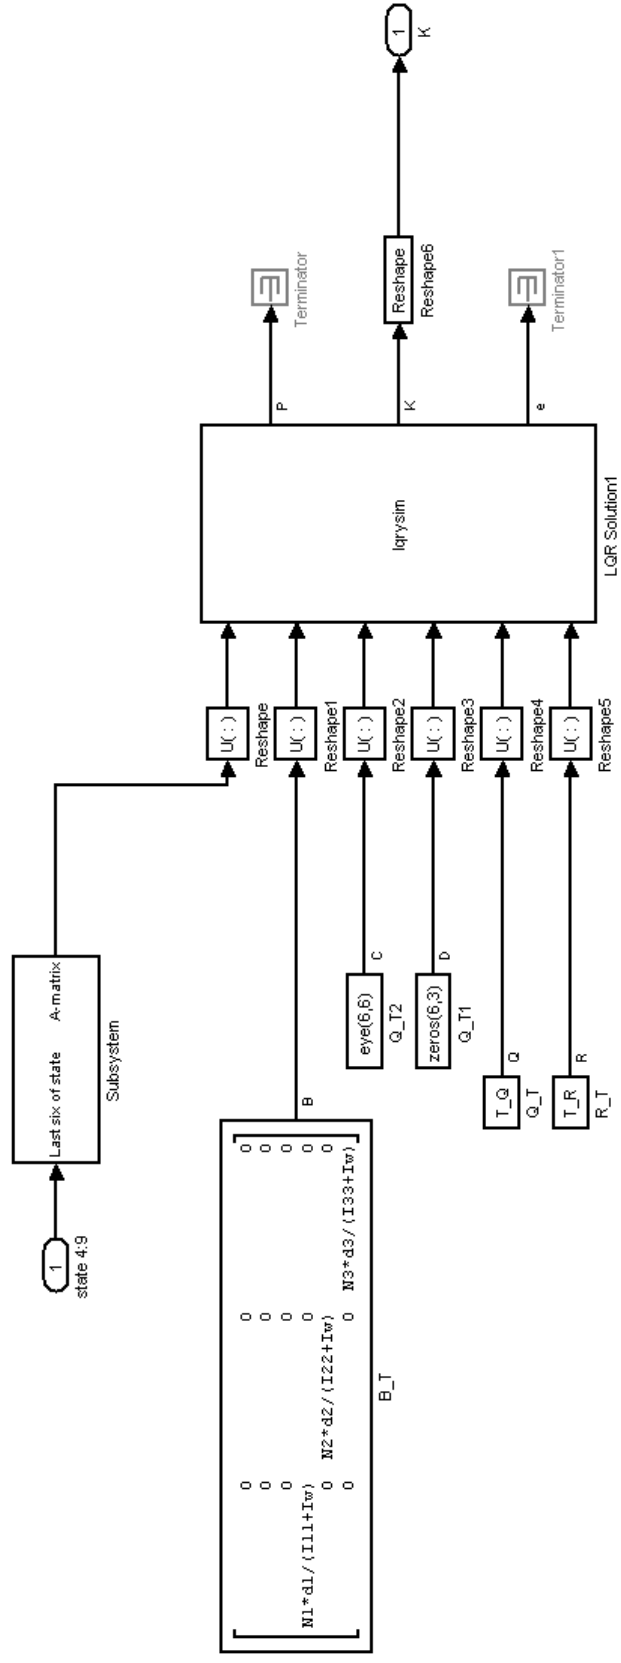 1
state 4:9
Last six of state A-matrix
Subsystem
0 0 0
0 0 0
0 0 0
N1*d1/(I11+Iw) 0 0
0 N2*d2/(I22+Iw) 0
0 0 N3*d3/(I33+Iw)
B_T
B
eye(6,6)
C
Q_T2
zeros(6,3)
D
Q_T1
T_Q
Q
Q_T
T_R
R
R_T
U( : )
Reshape
U( : )
Reshape1
U( : )
Reshape2
U( : )
Reshape3
U( : )
Reshape4
U( : )
Reshape5
lqrysim
LQR Solution1
P
Terminator
K
Reshape
Reshape6
e
Terminator1
1
K